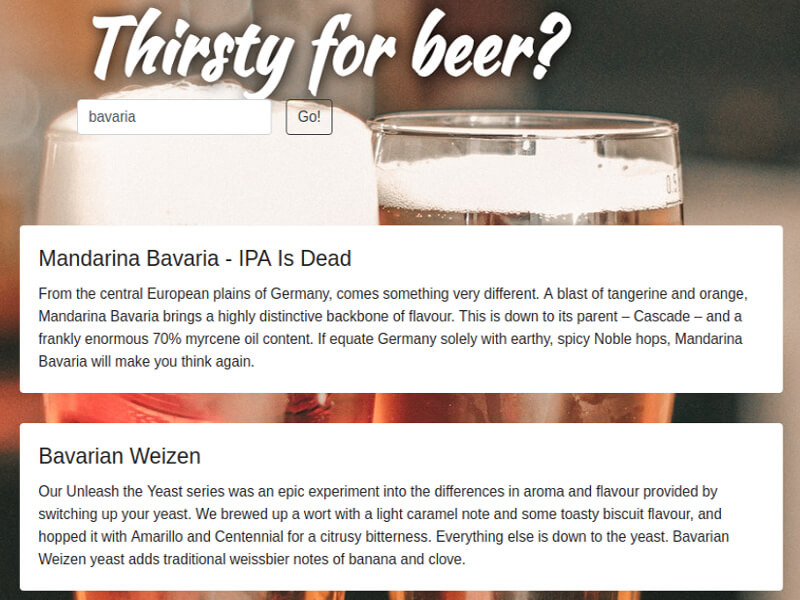 Thirsty for beer?
bavaria
Go!
0.5
Mandarina Bavaria - IPA Is Dead
From the central European plains of Germany, comes something very different. A blast of tangerine and orange,
Mandarina Bavaria brings a highly distinctive backbone of flavour. This is down to its parent – Cascade – and a
frankly enormous 70% myrcene oil content. If equate Germany solely with earthy, spicy Noble hops, Mandarina
Bavaria will make you think again.
Bavarian Weizen
Our Unleash the Yeast series was an epic experiment into the differences in aroma and flavour provided by
switching up your yeast. We brewed up a wort with a light caramel note and some toasty biscuit flavour, and
hopped it with Amarillo and Centennial for a citrusy bitterness. Everything else is down to the yeast. Bavarian
Weizen yeast adds traditional weissbier notes of banana and clove.